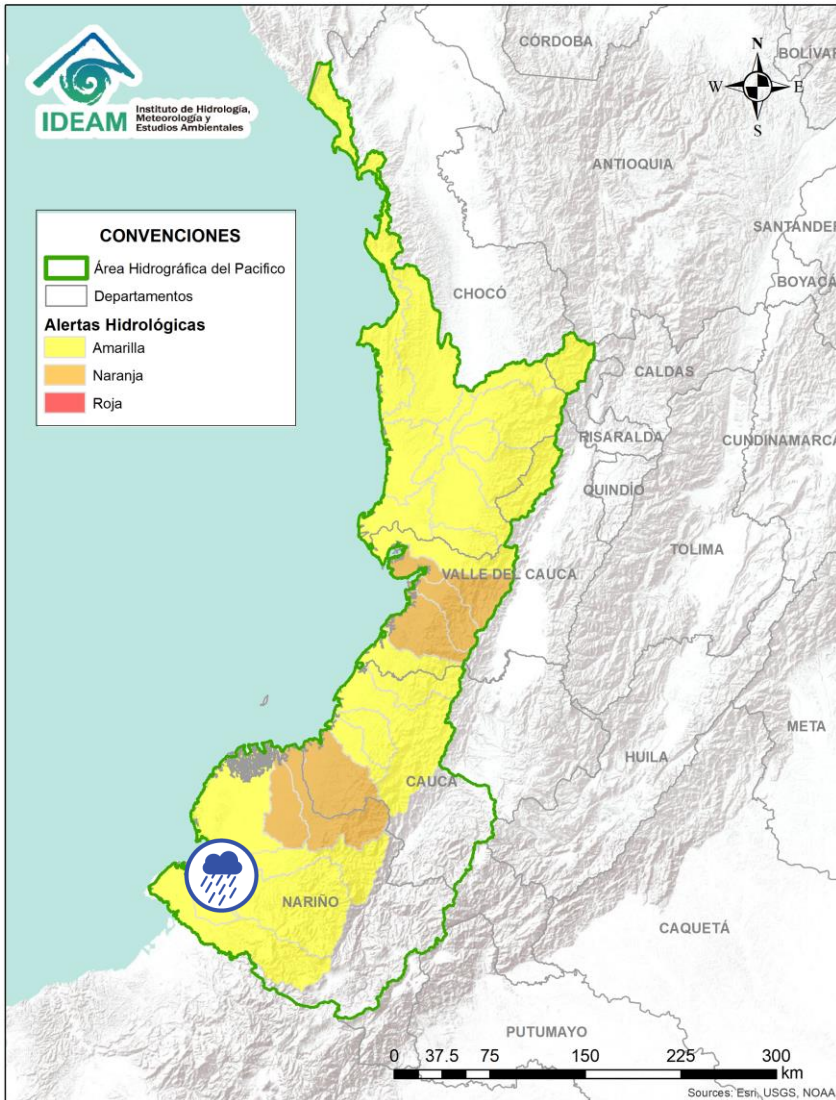 IDEAM
Instituto de Hidrología,
Meteorología y
Estudios Ambientales
N
W E
S
CONVENCIONES
Área Hidrográfica del Pacifico
Departamentos
Alertas Hidrológicas
Amarilla
Naranja
Roja
CÓRDOBA
BOLÍVAR
ANTIOQUIA
SANTANDER
BOYACÁ
CHOCÓ
CALDAS
RISARALDA
CUNDINAMARCA
QUINDÍO
TOLIMA
VALLE DEL CAUCA
META
HUILA
CAUCA
NARIÑO
CAQUETÁ
PUTUMAYO
0 37.5 75 150 225 300
km
Sources: Esri, USGS, NOAA